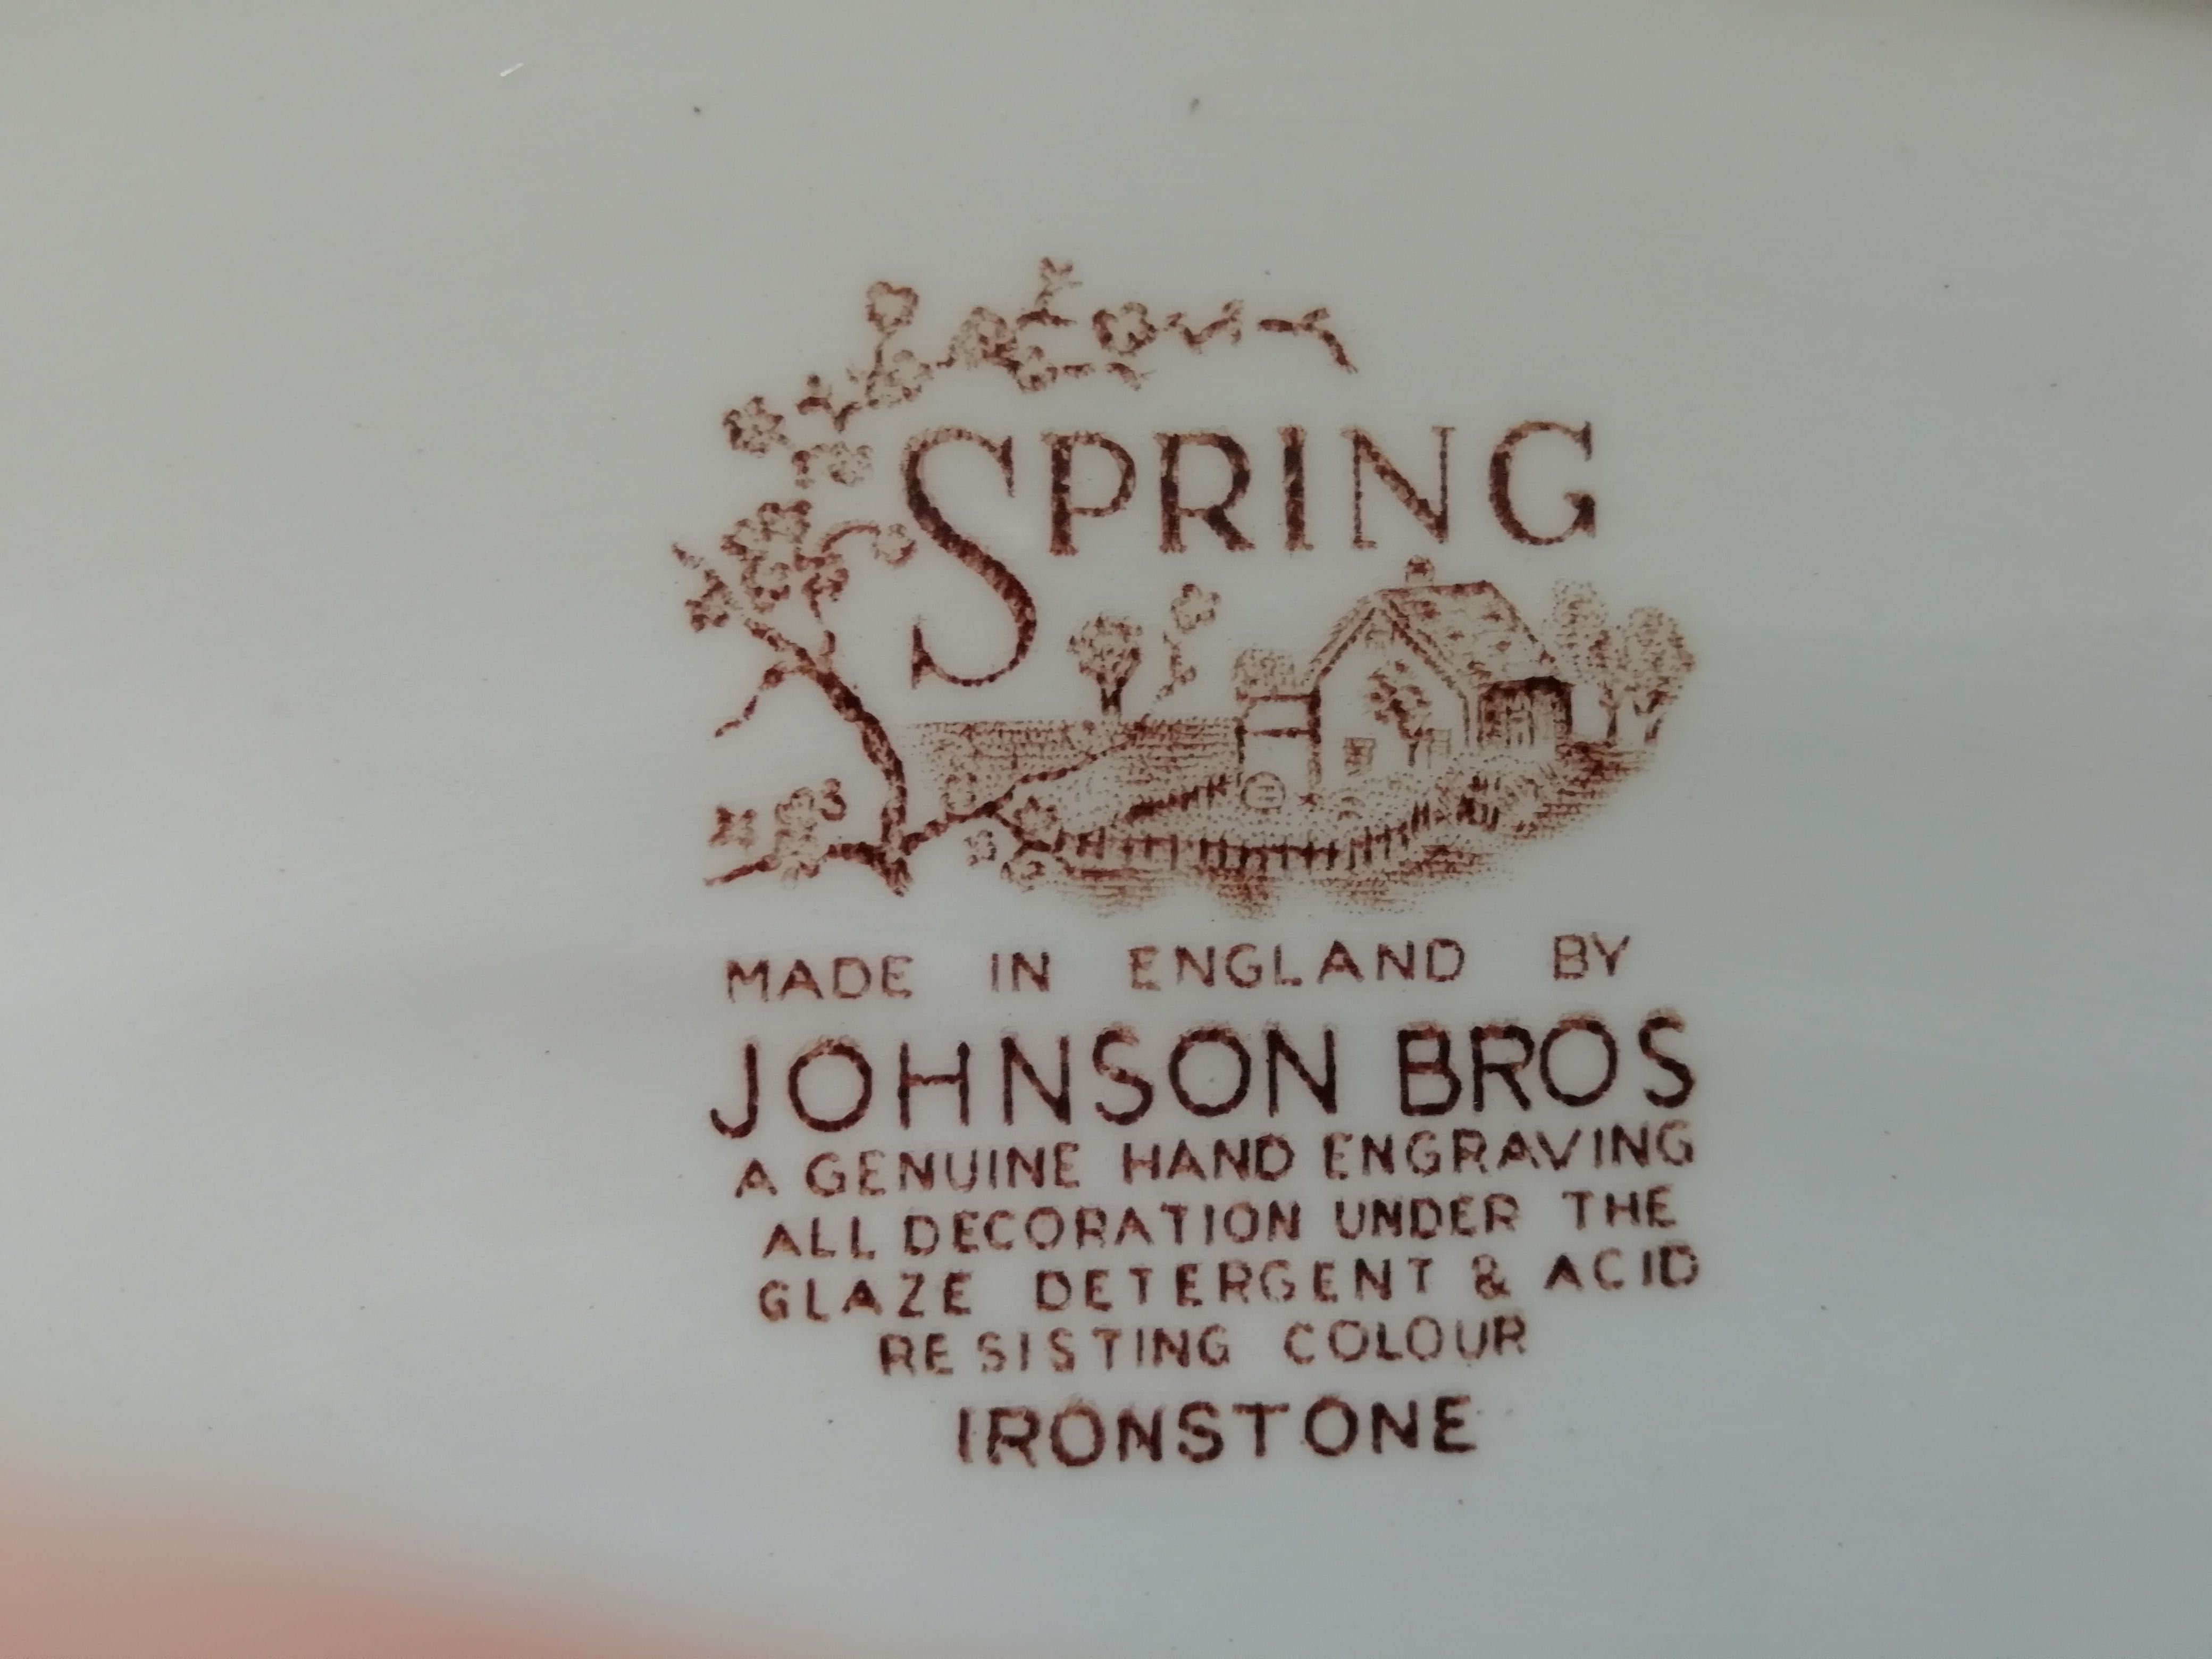 SPRING
MADE IN ENGLAND BY
JOHNSON BROS
A GENUINE HAND ENGRAVING
ALL DECORATION UNDER THE
GLAZE DETERGENT & ACID
RESISTING COLOUR
IRONSTONE